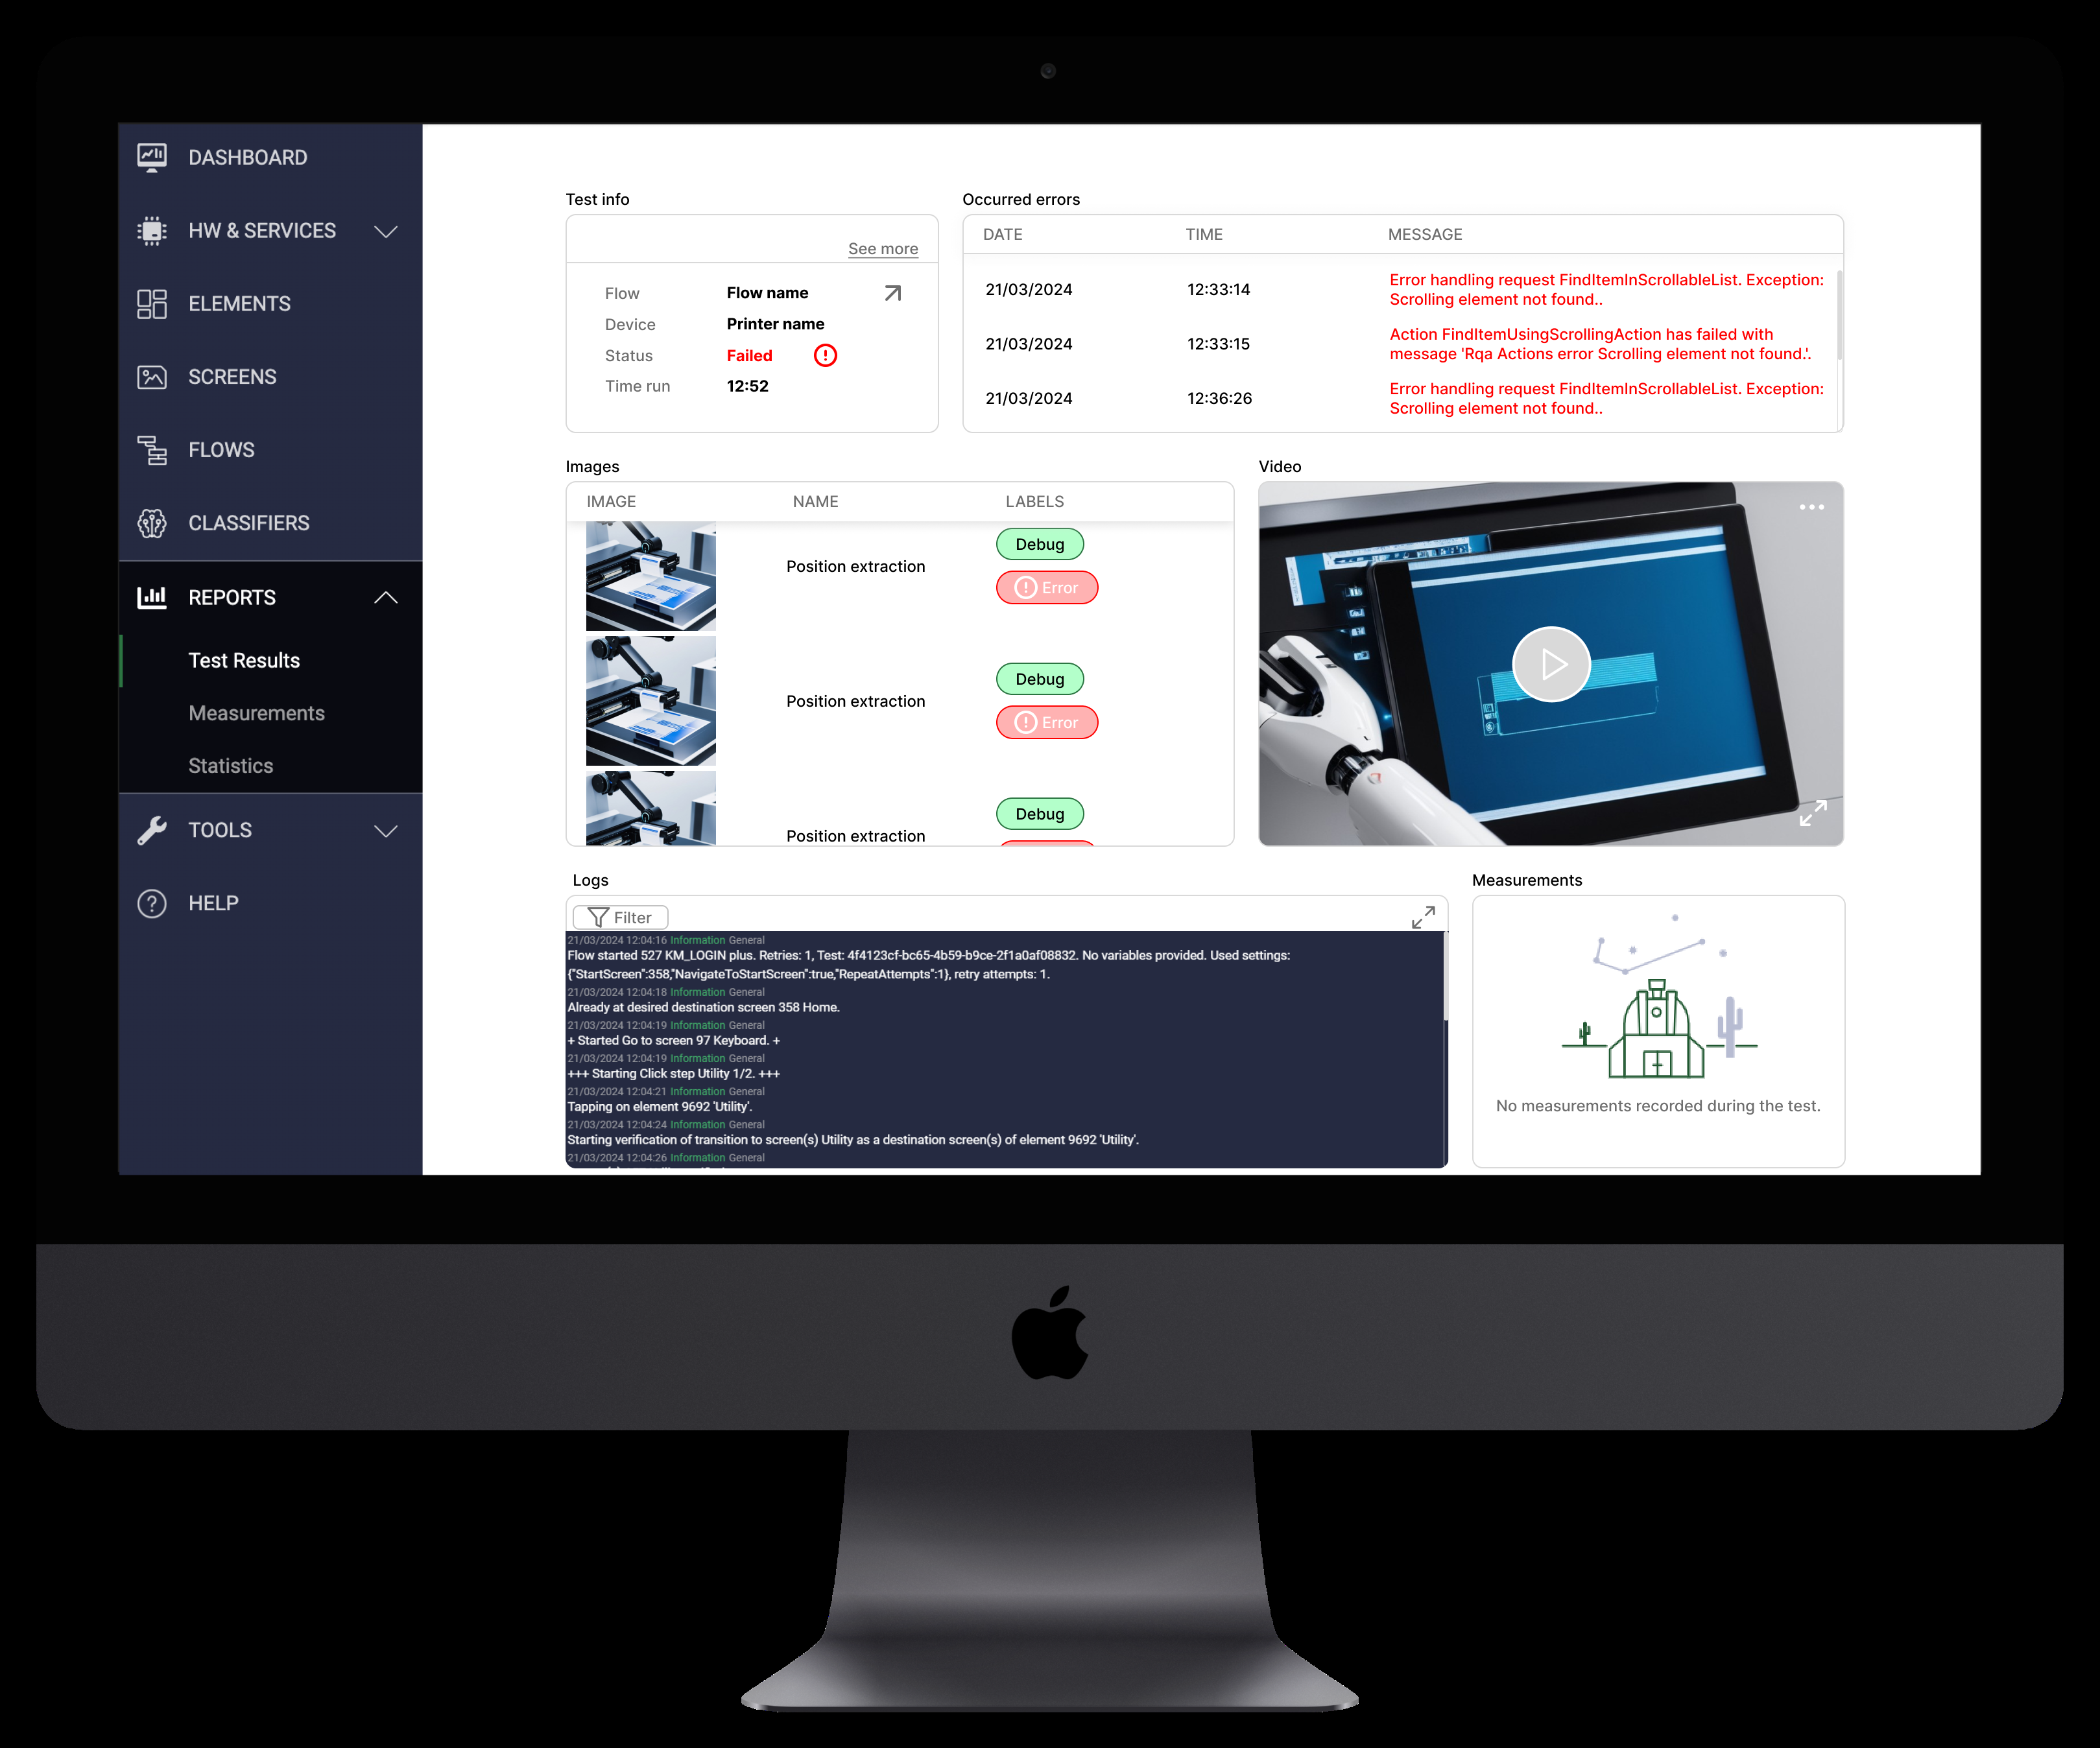 DASHBOARD
HW & SERVICES
ELEMENTS
SCREENS
FLOWS
CLASSIFIERS
REPORTS
Test Results
Measurements
Statistics
TOOLS
HELP
Test info
See more
Flow Flow name
Device Printer name
Status Failed
Time run 12:52
Occurred errors
DATE TIME MESSAGE
21/03/2024 12:33:14 Error handling request FindItemInScrollableList. Exception:
Scrolling element not found..
21/03/2024 12:33:15 Action FindItemUsingScrollingAction has failed with
message 'Rqa Actions error Scrolling element not found.'.
21/03/2024 12:36:26 Error handling request FindItemInScrollableList. Exception:
Scrolling element not found..
Images
IMAGE NAME LABELS
Position extraction
Debug
Error
Position extraction
Debug
Error
Position extraction
Debug
Video
Logs
Filter
21/03/2024 12:04:16 Information General
Flow started 527 KM_LOGIN plus. Retries: 1, Test: 4f4123cf-bc65-4b59-b9ce-2f1a0af08832. No variables provided. Used settings:
{"StartScreen":358,"NavigateToStartScreen":true,"RepeatAttempts":1}, retry attempts: 1.
21/03/2024 12:04:18 Information General
Already at desired destination screen 358 Home.
21/03/2024 12:04:19 Information General
+ Started Go to screen 97 Keyboard. +
21/03/2024 12:04:19 Information General
+++ Starting Click step Utility 1/2. +++
21/03/2024 12:04:21 Information General
Tapping on element 9692 'Utility'.
21/03/2024 12:04:24 Information General
Starting verification of transition to screen(s) Utility as a destination screen(s) of element 9692 'Utility'.
21/03/2024 12:04:26 Information General
Measurements
No measurements recorded during the test.